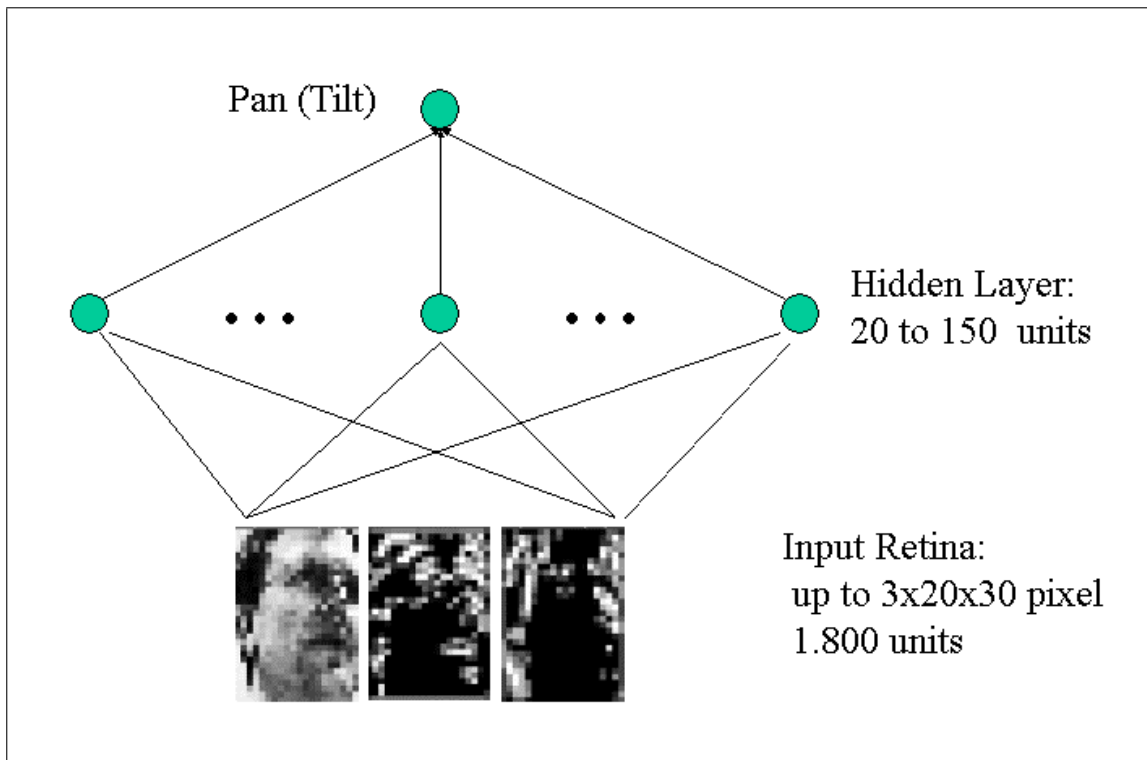 Pan (Tilt)
Hidden Layer:
20 to 150 units
Input Retina:
up to 3x20x30 pixel
1.800 units